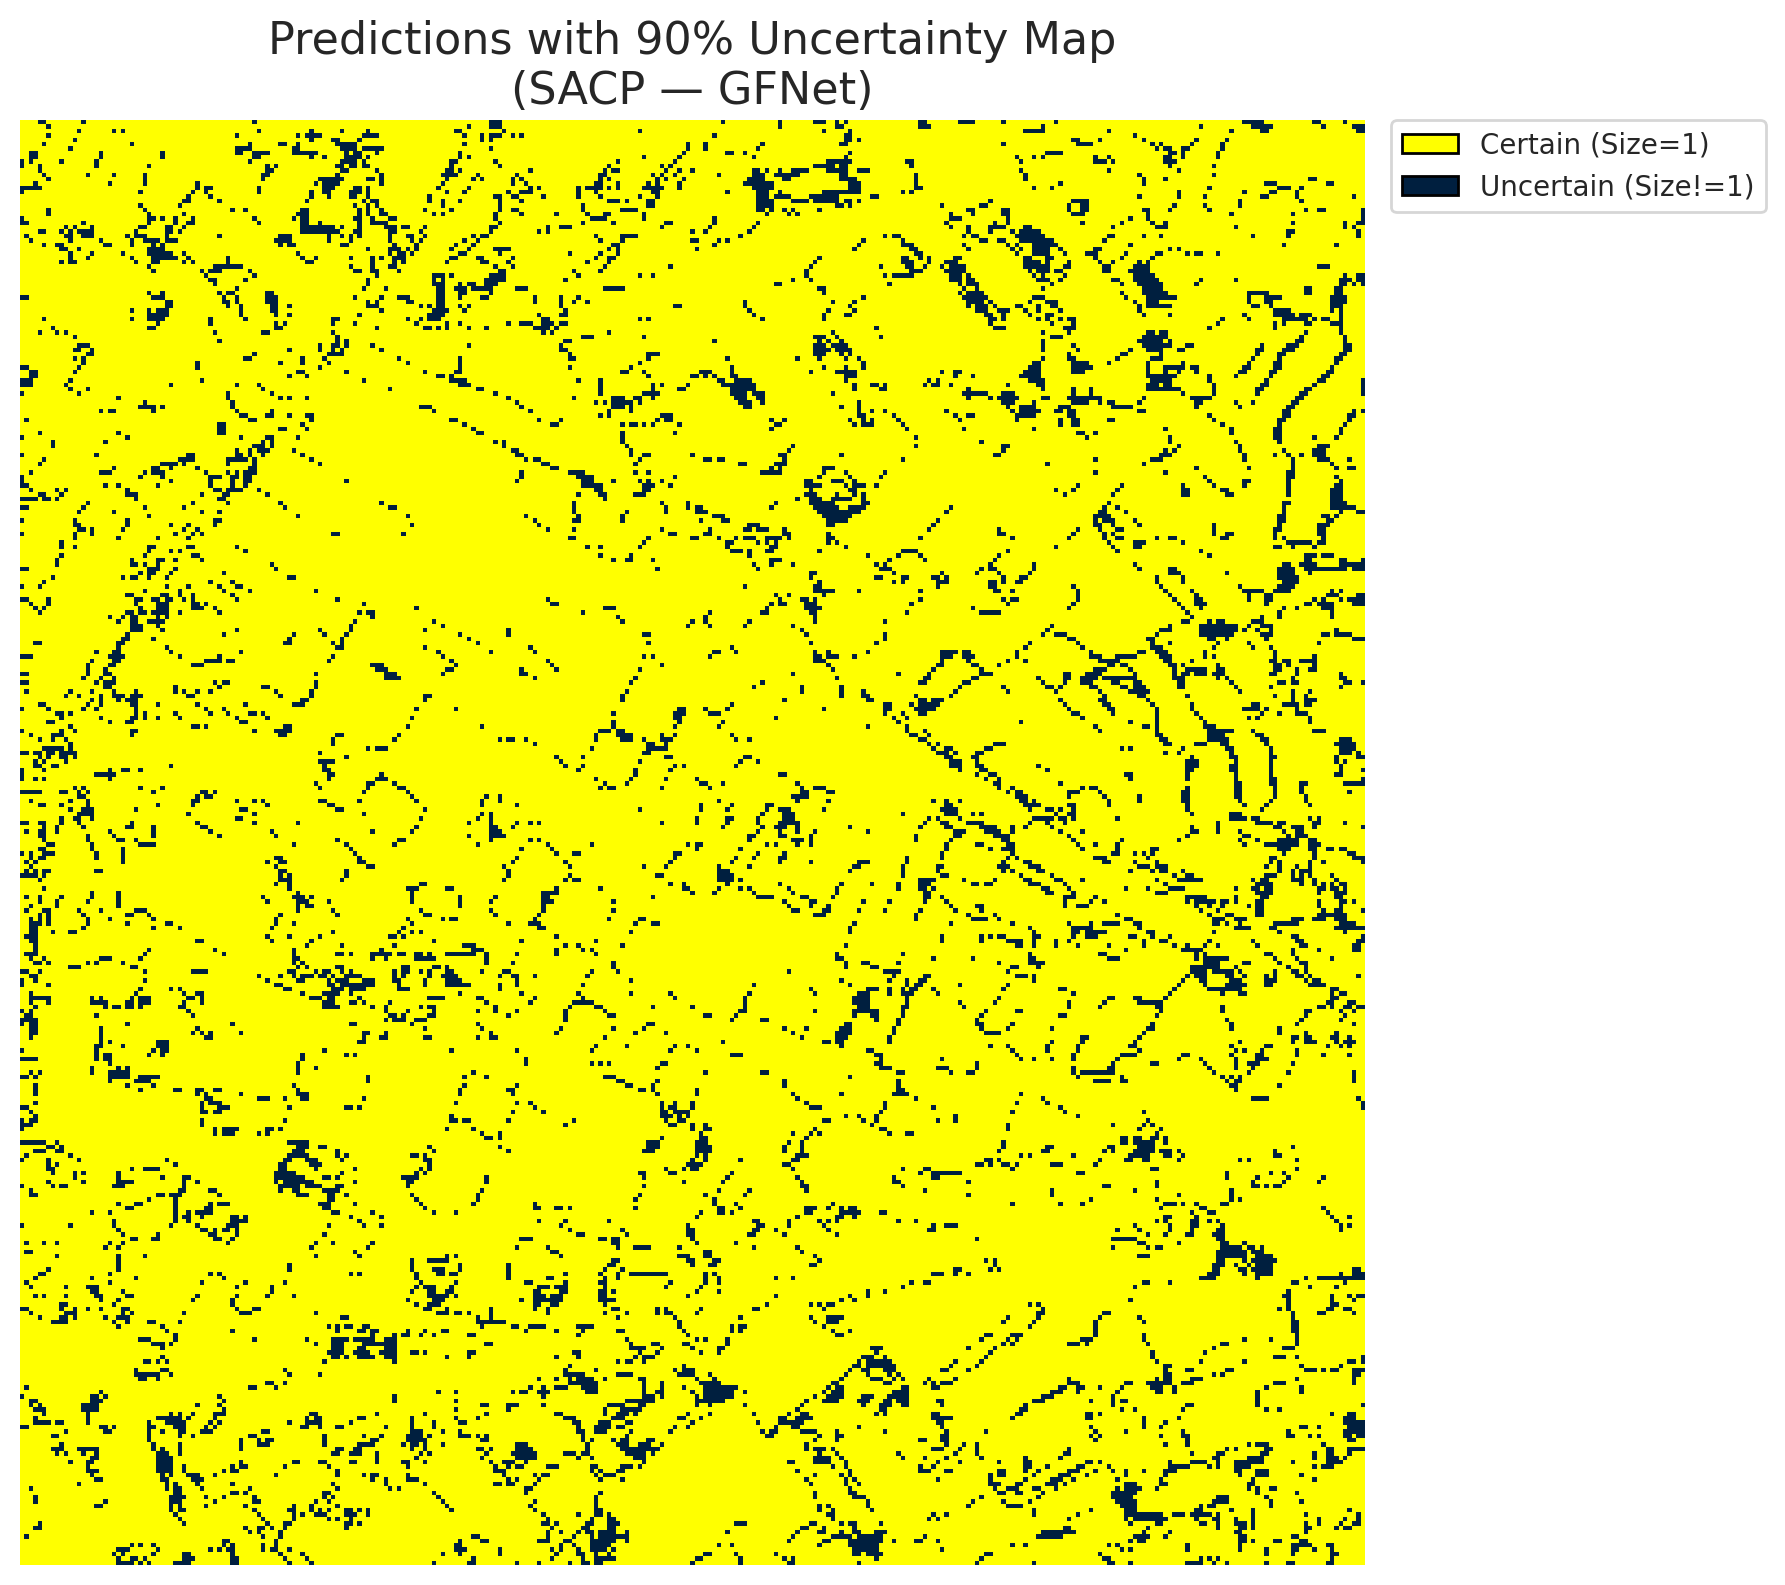 Predictions with 90% Uncertainty Map
(SACP — GFNet)
Certain (Size=1)
Uncertain (Size!=1)